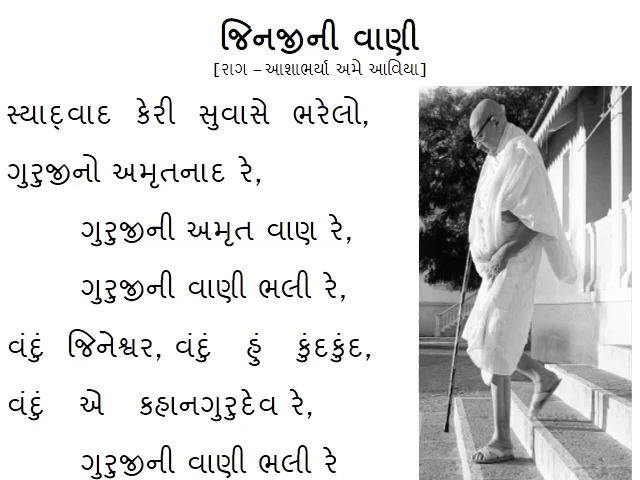 જિનજીની વાણી
[રાગ – આશાભર્યા અમે આવિયા]
સ્યાદ્‌વાદ કેરી સુવાસે ભરેલો,
ગુરુજીનો અમૃતનાદ રે,
ગુરુજીની અમૃત વાણ રે,
ગુરુજીની વાણી ભલી રે,
વંદું જિનેશ્વર, વંદું હું કુંદકુંદ,
વંદું એ કહાનગુરુદેવ રે,
ગુરુજીની વાણી ભલી રે